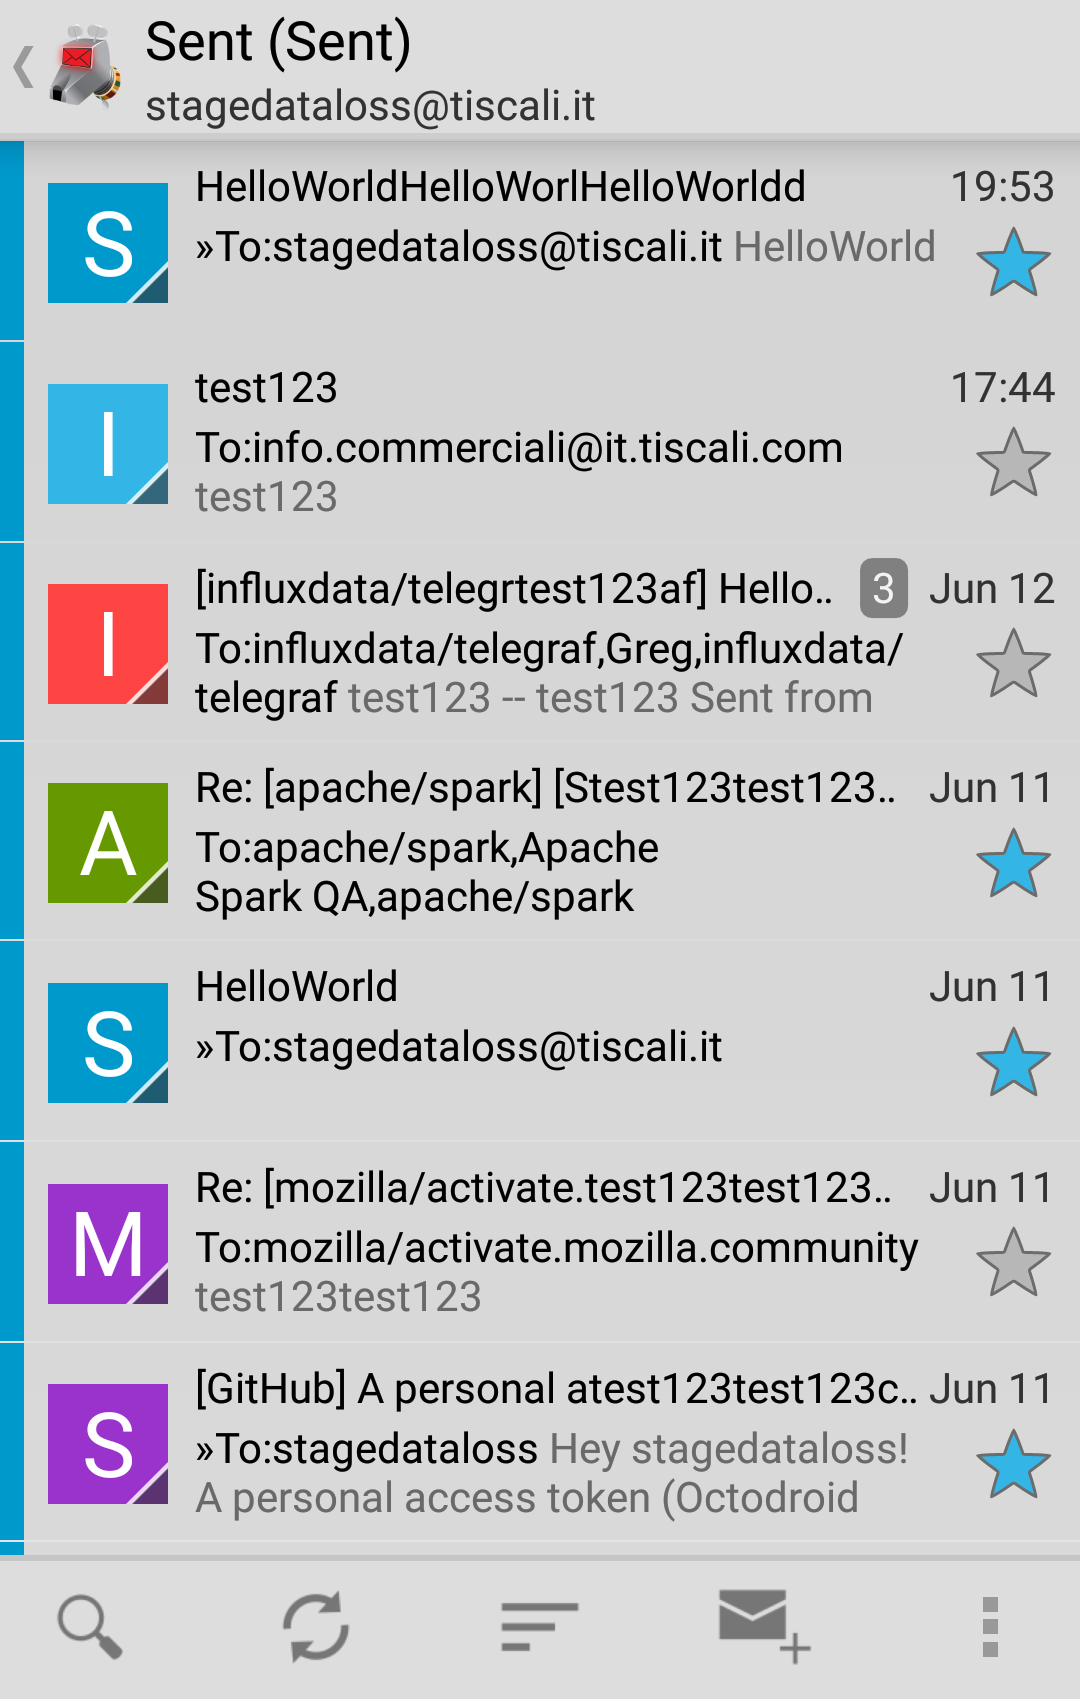 Sent (Sent)
stagedataloss@tiscali.it
S
HelloWorldHelloWorlHelloWorldd
19:53
»To:stagedataloss@tiscali.it HelloWorld
I
test123
17:44
To:info.commerciali@it.tiscali.com
test123
I
[influxdata/telegrtest123af] Hello..
3
Jun 12
To:influxdata/telegraf,Greg,influxdata/
telegraf test123 -- test123 Sent from
A
Re: [apache/spark] [Stest123test123..
Jun 11
To:apache/spark,Apache
Spark QA,apache/spark
S
HelloWorld
Jun 11
»To:stagedataloss@tiscali.it
M
Re: [mozilla/activate.test123test123..
Jun 11
To:mozilla/activate.mozilla.community
test123test123
S
[GitHub] A personal atest123test123c..
Jun 11
»To:stagedataloss Hey stagedataloss!
A personal access token (Octodroid